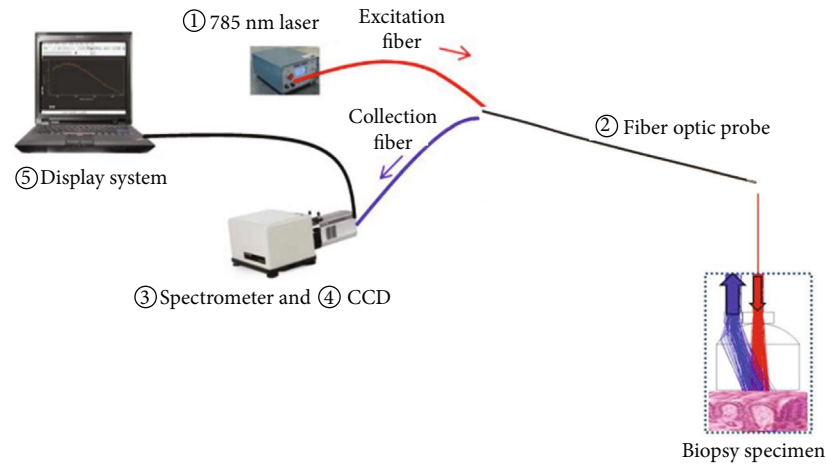 ① 785 nm laser
Excitation
fiber
Collection
fiber
② Fiber optic probe
⑤ Display system
③ Spectrometer and ④ CCD
Biopsy specimen